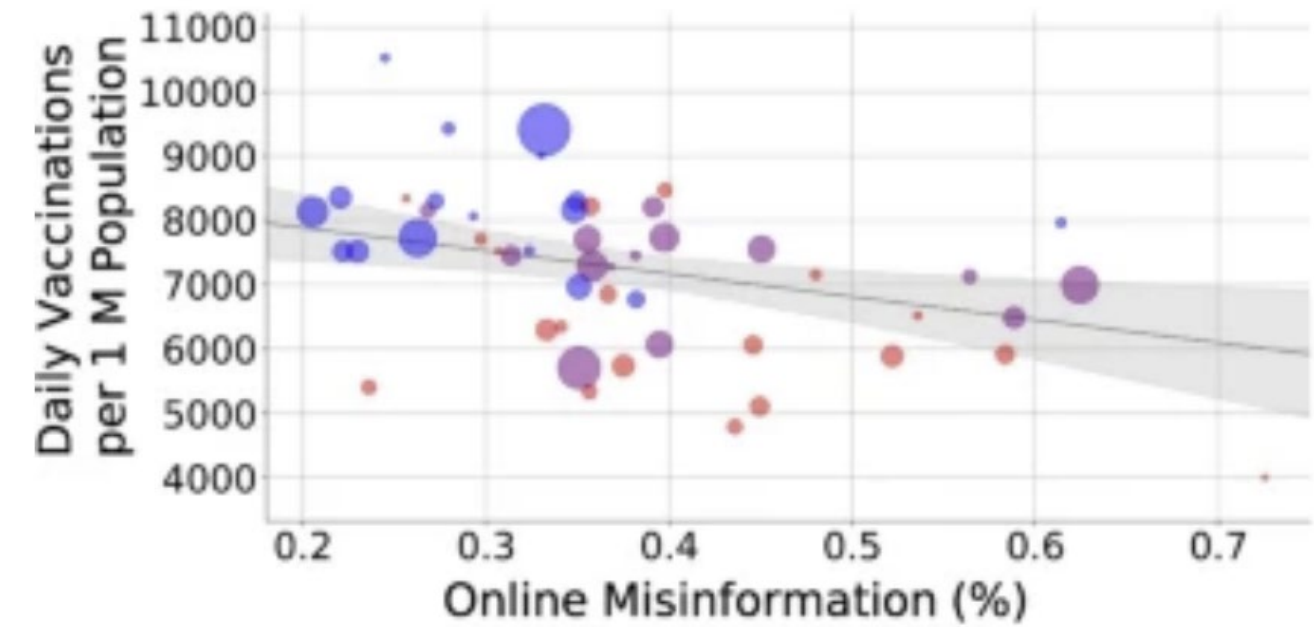 Daily Vaccinations
per 1 M Population
11000
10000
9000
8000
7000
6000
5000
4000
0.2 0.3 0.4 0.5 0.6 0.7
Online Misinformation (%)